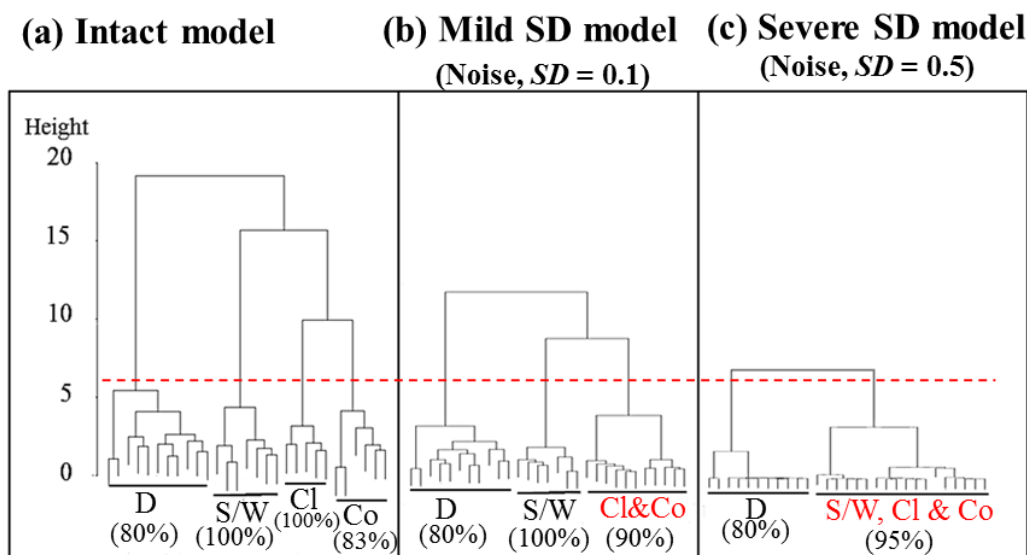 (a) Intact model
(b) Mild SD model
(Noise, SD = 0.1)
(c) Severe SD model
(Noise, SD = 0.5)
Height
20
15
10
5
0
D
(80%)
S/W
(100%)
Cl
(100%)
Co
(83%)
D
(80%)
S/W
(100%)
Cl&Co
(90%)
D
(80%)
S/W, Cl & Co
(95%)